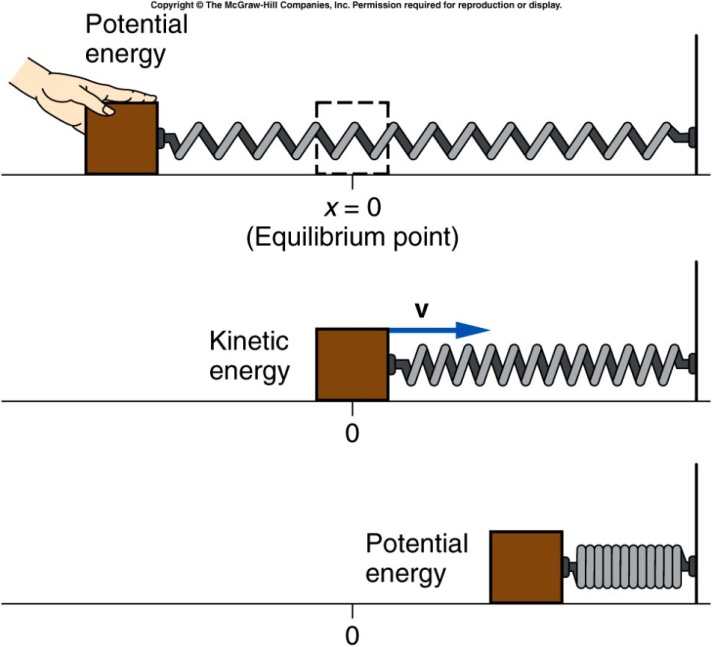 Copyright © The McGraw-Hill Companies, Inc. Permission required for reproduction or display.
Potential
energy
x = 0
(Equilibrium point)
v
Kinetic
energy
0
Potential
energy
0